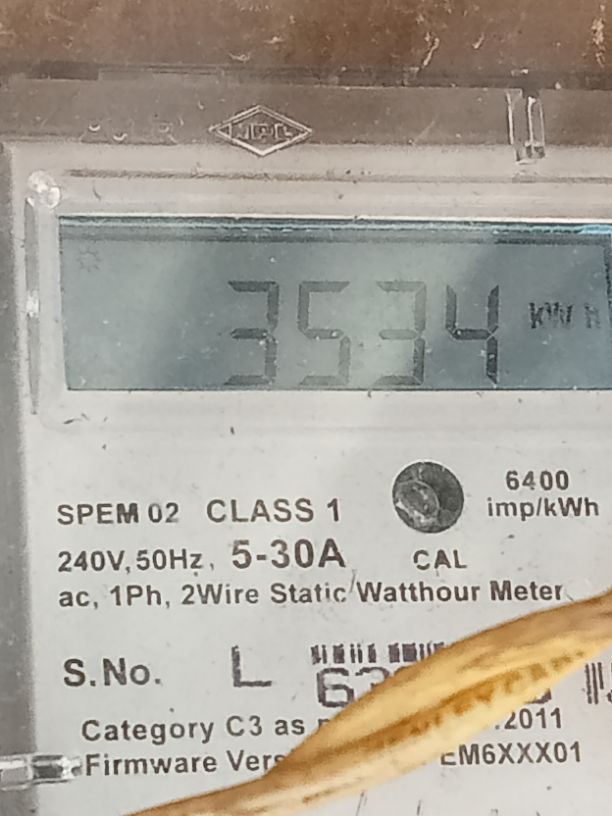 3534 kWh
6400
imp/kWh
SPEM 02 CLASS 1
240V, 50Hz, 5-30A
CAL
ac, 1Ph, 2Wire Static Watthour Meter
S.No. L
Category C3 as
.2011
Firmware
EM6XXX01